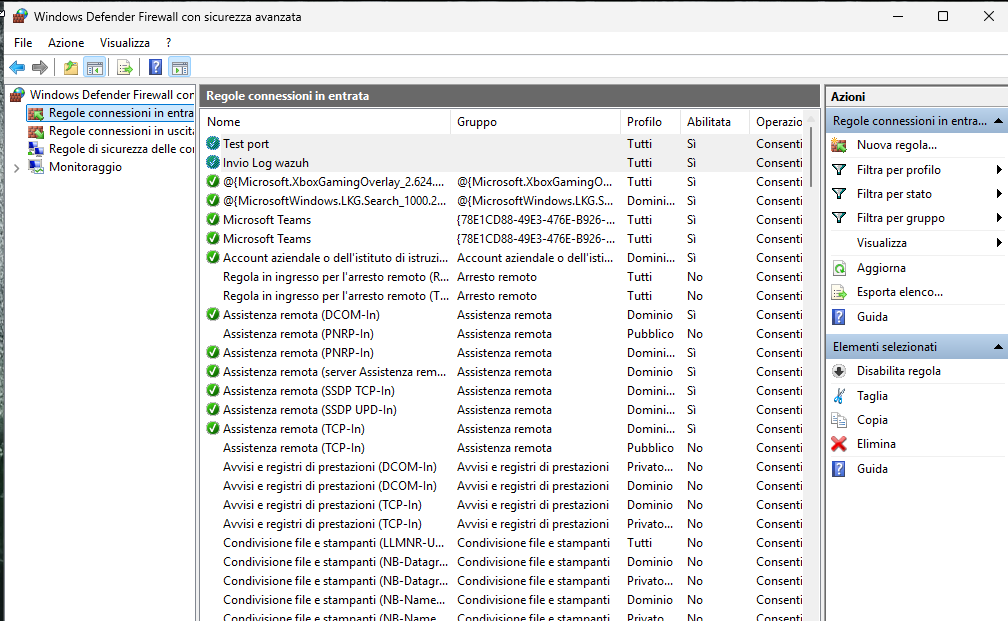 Windows Defender Firewall con sicurezza avanzata
File Azione Visualizza ?
Windows Defender Firewall con
Regole connessioni in entra
Regole connessioni in uscita
Regole di sicurezza delle co
Monitoraggio
Regole connessioni in entrata
Nome Gruppo Profilo Abilitata Operazio
Test port Tutti Sì Consenti
Invio Log wazuh Tutti Sì Consenti
@{Microsoft.XboxGamingOverlay_2.624.... @{Microsoft.XboxGamingO... Tutti Sì Consenti
@{MicrosoftWindows.LKG.Search_1000.2... @{MicrosoftWindows.LKG.S... Domini... Sì Consenti
Microsoft Teams {78E1CD88-49E3-476E-B926-... Tutti Sì Consenti
Microsoft Teams {78E1CD88-49E3-476E-B926-... Tutti Sì Consenti
Account aziendale o dell'istituto di istruzi... Account aziendale o dell'isti... Domini... Sì Consenti
Regola in ingresso per l'arresto remoto (R... Arresto remoto Tutti No Consenti
Regola in ingresso per l'arresto remoto (T... Arresto remoto Tutti No Consenti
Assistenza remota (DCOM-In) Assistenza remota Dominio Sì Consenti
Assistenza remota (PNRP-In) Assistenza remota Pubblico No Consenti
Assistenza remota (PNRP-In) Assistenza remota Domini... Sì Consenti
Assistenza remota (server Assistenza rem... Assistenza remota Dominio Sì Consenti
Assistenza remota (SSDP TCP-In) Assistenza remota Domini... Sì Consenti
Assistenza remota (SSDP UPD-In) Assistenza remota Domini... Sì Consenti
Assistenza remota (TCP-In) Assistenza remota Domini... Sì Consenti
Assistenza remota (TCP-In) Assistenza remota Pubblico No Consenti
Avvisi e registri di prestazioni (DCOM-In) Avvisi e registri di prestazioni Privato... No Consenti
Avvisi e registri di prestazioni (DCOM-In) Avvisi e registri di prestazioni Dominio No Consenti
Avvisi e registri di prestazioni (TCP-In) Avvisi e registri di prestazioni Dominio No Consenti
Avvisi e registri di prestazioni (TCP-In) Avvisi e registri di prestazioni Privato... No Consenti
Condivisione file e stampanti (LLMNR-U... Condivisione file e stampanti Tutti No Consenti
Condivisione file e stampanti (NB-Datagr... Condivisione file e stampanti Dominio No Consenti
Condivisione file e stampanti (NB-Datagr... Condivisione file e stampanti Privato... No Consenti
Condivisione file e stampanti (NB-Name... Condivisione file e stampanti Dominio No Consenti
Condivisione file e stampanti (NB-Name Condivisione file e stampanti Privato No Consenti
Azioni
Regole connessioni in entra...
Nuova regola...
Filtra per profilo
Filtra per stato
Filtra per gruppo
Visualizza
Aggiorna
Esporta elenco...
Guida
Elementi selezionati
Disabilita regola
Taglia
Copia
Elimina
Guida